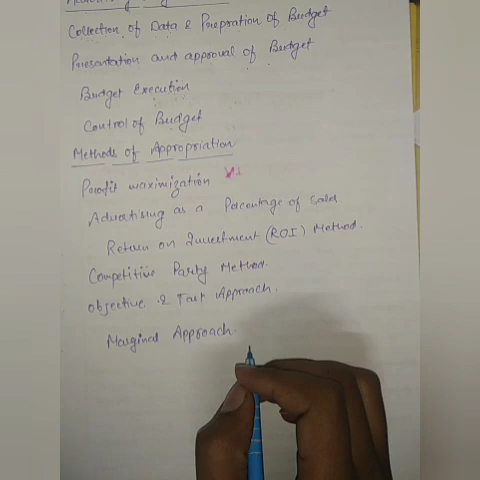 Collection of Data & Prepration of Budget
Presentation and approval of Budget
Budget Execution
Control of Budget
Methods of Appropriation
Profit maximization VI
Advertising as a Percentage of Sales
Return on Investment (ROI) Method.
Competitive Parity Method.
Objective & Task Approach.
Marginal Approach.